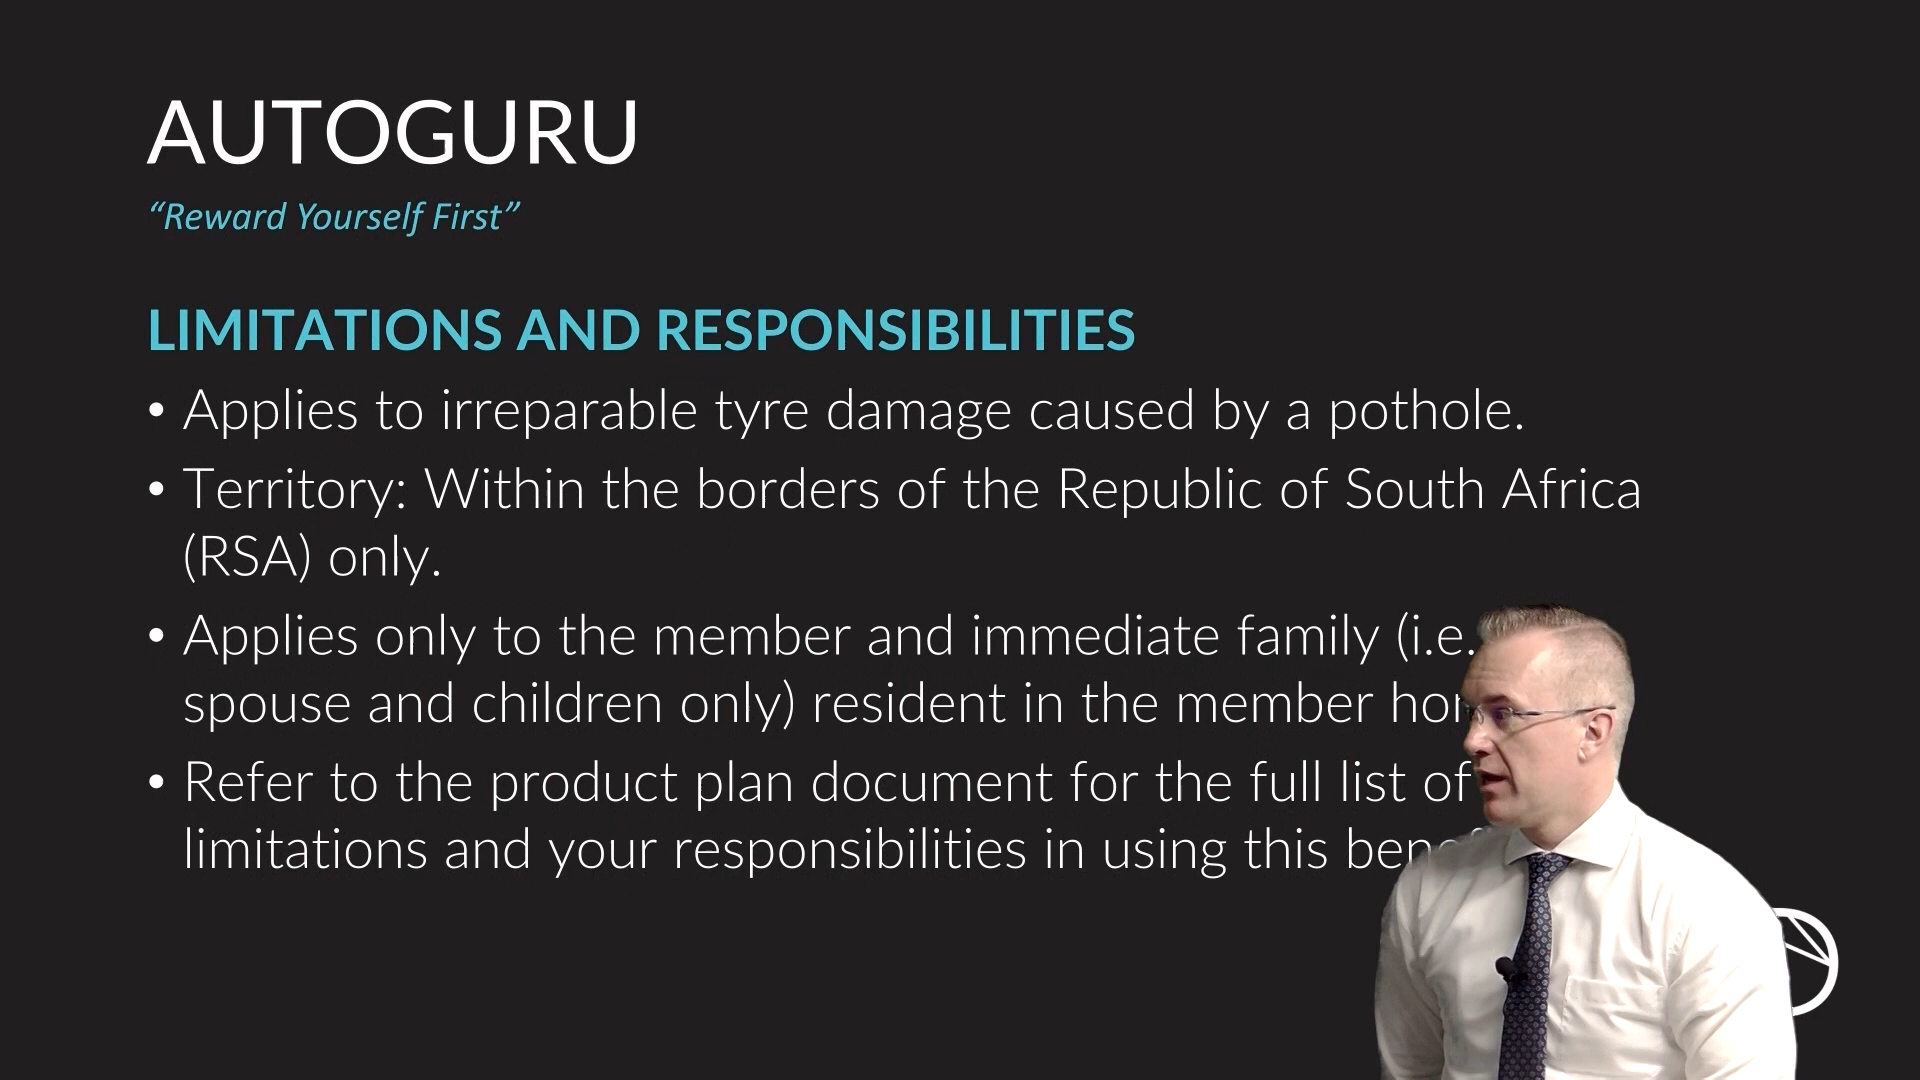 AUTOGURU
“Reward Yourself First”
LIMITATIONS AND RESPONSIBILITIES
• Applies to irreparable tyre damage caused by a pothole.
• Territory: Within the borders of the Republic of South Africa
(RSA) only.
• Applies only to the member and immediate family (i.e.
spouse and children only) resident in the member
• Refer to the product plan document for the full list of
limitations and your responsibilities in using this